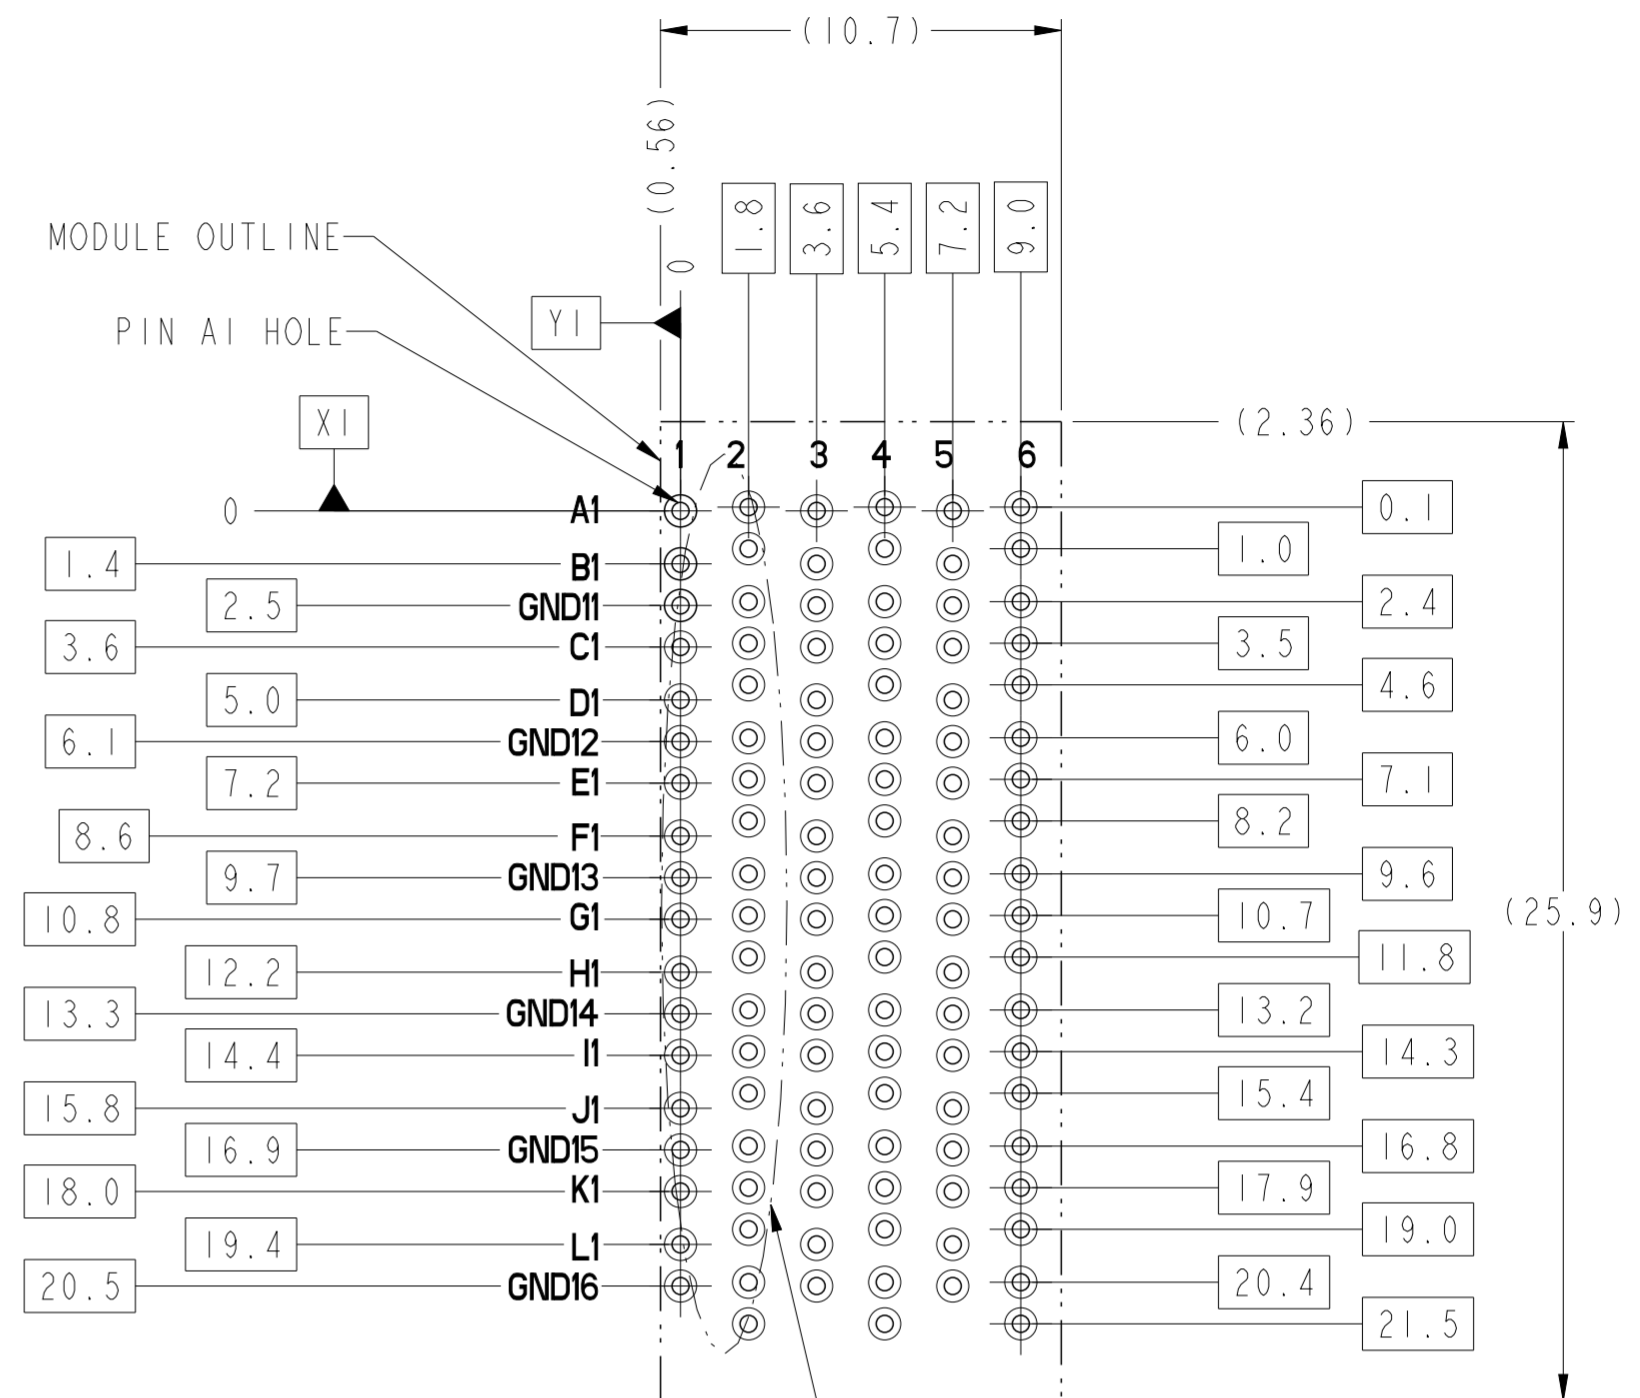 (10.7)
(0.56)
0
1.8
3.6
5.4
7.2
9.0
MODULE OUTLINE
PIN A1 HOLE
Y1
X1
(2.36)
1 2 3 4 5 6
0 A1 0.1
1.0
1.4 B1
2.5 GND11 2.4
3.6 C1 3.5
4.6
5.0 D1
6.1 GND12 6.0
7.2 E1 7.1
8.2
8.6 F1
9.7 GND13 9.6
10.8 G1 10.7
(25.9)
11.8
12.2 H1
13.3 GND14 13.2
14.4 I1 14.3
15.4
15.8 J1
16.9 GND15 16.8
18.0 K1 17.9
19.0
19.4 L1
20.5 GND16 20.4
21.5